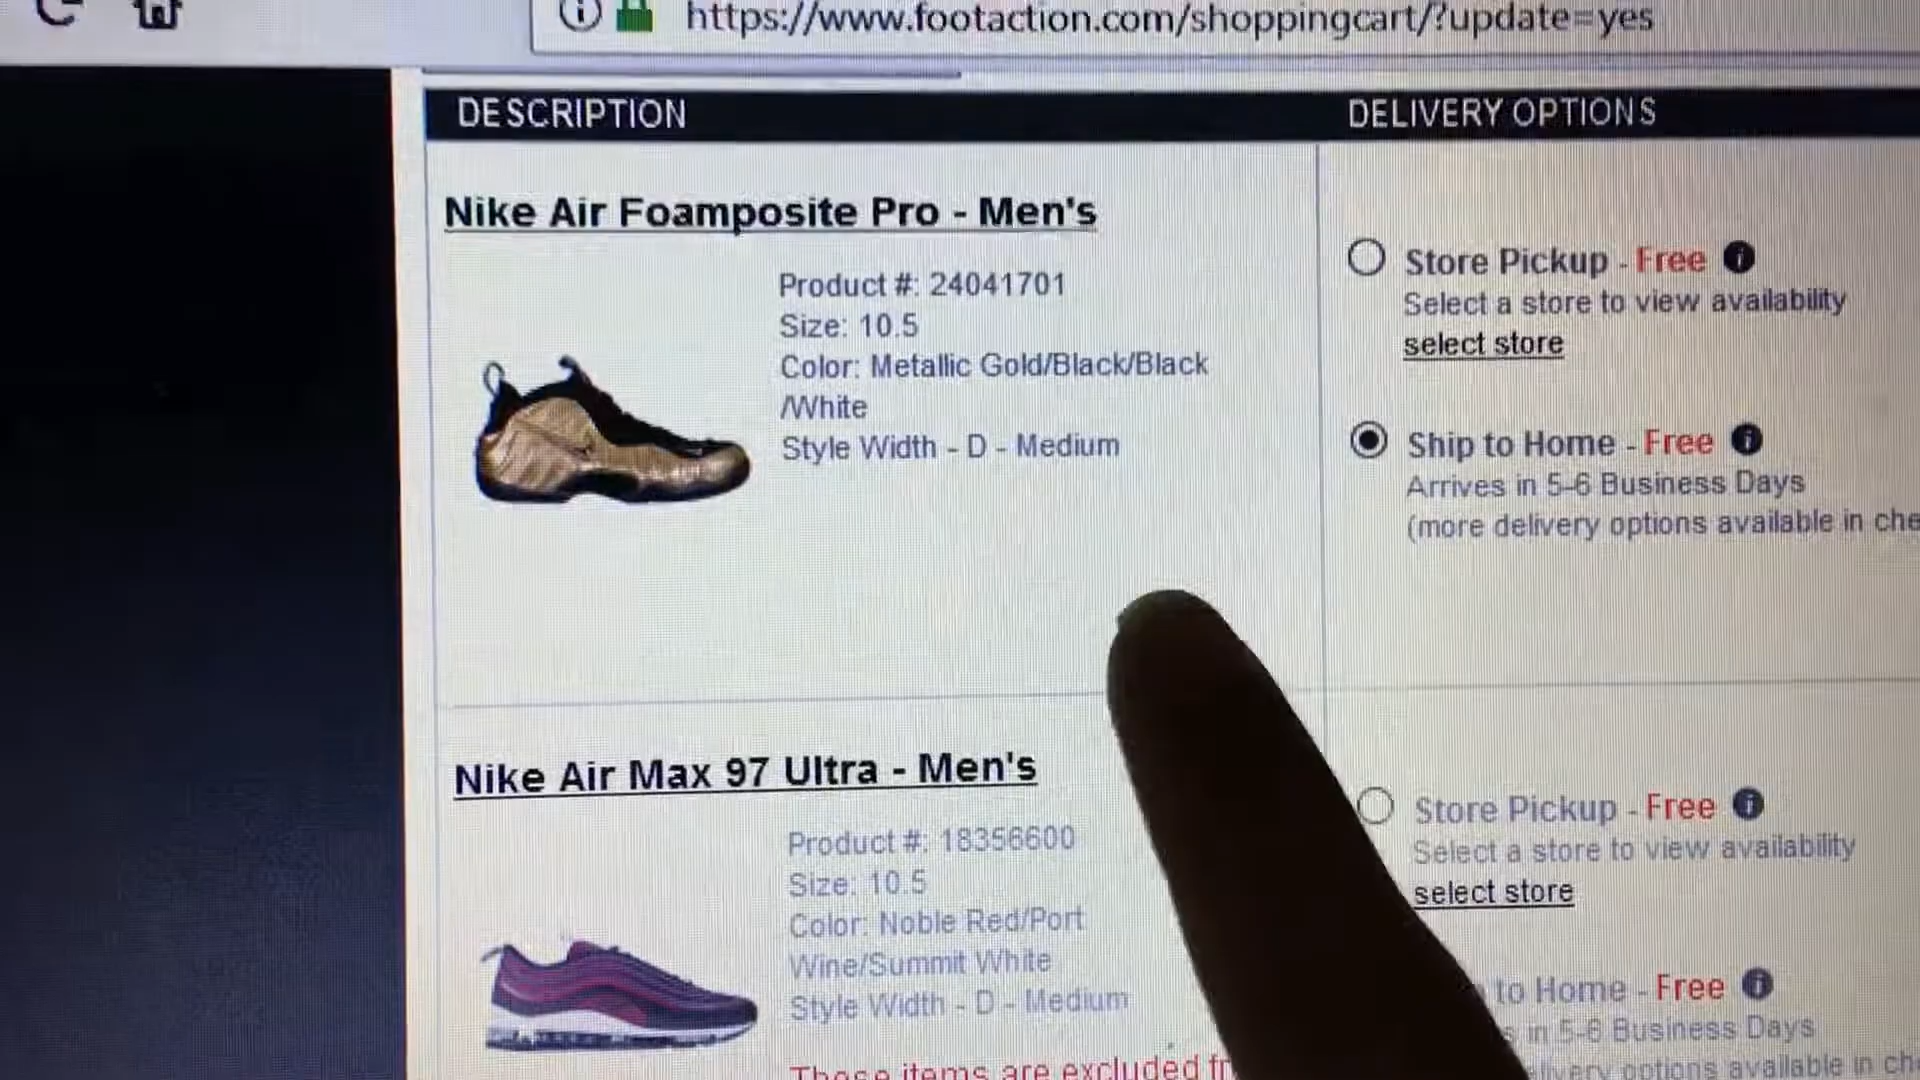 https://www.footaction.com/shoppingcart/?update=yes
DESCRIPTION
DELIVERY OPTIONS
Nike Air Foamposite Pro - Men's
Product #: 24041701
Size: 10.5
Color: Metallic Gold/Black/Black
/White
Style Width - D - Medium
Store Pickup - Free
Select a store to view availability
select store
Ship to Home - Free
Arrives in 5-6 Business Days
(more delivery options available in che
Nike Air Max 97 Ultra - Men's
Product #: 18356600
Size: 10.5
Color: Noble Red/Port
Wine/Summit White
Style Width - D - Medium
These items are excluded fr
Store Pickup - Free
Select a store to view availability
select store
to Home - Free
in 5-6 Business Days
delivery options available in che